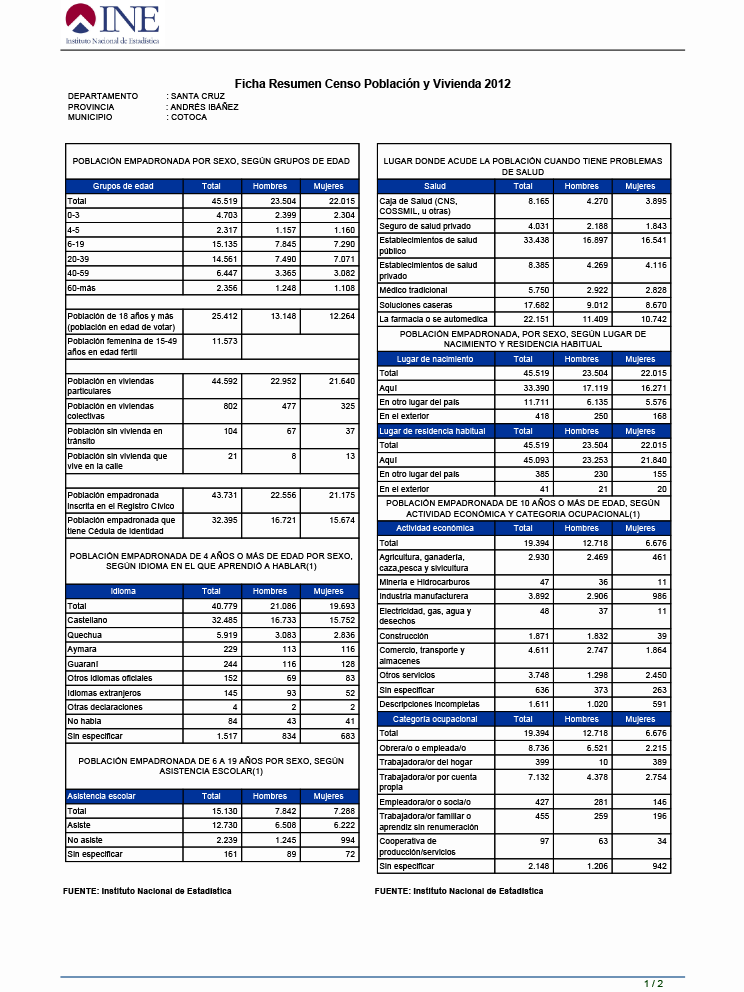 INE
Instituto Nacional de Estadística
Ficha Resumen Censo Población y Vivienda 2012
DEPARTAMENTO : SANTA CRUZ
PROVINCIA : ANDRÉS IBÁÑEZ
MUNICIPIO : COTOCA
POBLACIÓN EMPADRONADA POR SEXO, SEGÚN GRUPOS DE EDAD
Grupos de edad Total Hombres Mujeres
Total 45.519 23.504 22.015
0-3 4.703 2.399 2.304
4-5 2.317 1.157 1.160
6-19 15.135 7.845 7.290
20-39 14.561 7.490 7.071
40-59 6.447 3.365 3.082
60-más 2.356 1.248 1.108
Población de 18 años y más 25.412 13.148 12.264
(población en edad de votar)
Población femenina de 15-49 11.573
años en edad fértil
Población en viviendas 44.592 22.952 21.640
particulares
Población en viviendas 802 477 325
colectivas
Población sin vivienda en 104 67 37
tránsito
Población sin vivienda que 21 8 13
vive en la calle
Población empadronada 43.731 22.556 21.175
inscrita en el Registro Cívico
Población empadronada que 32.395 16.721 15.674
tiene Cédula de Identidad
POBLACIÓN EMPADRONADA DE 4 AÑOS O MÁS DE EDAD POR SEXO,
SEGÚN IDIOMA EN EL QUE APRENDIÓ A HABLAR(1)
Idioma Total Hombres Mujeres
Total 40.779 21.086 19.693
Castellano 32.485 16.733 15.752
Quechua 5.919 3.083 2.836
Aymara 229 113 116
Guaraní 244 116 128
Otros idiomas oficiales 152 69 83
Idiomas extranjeros 145 93 52
Otras declaraciones 4 2 2
No habla 84 43 41
Sin especificar 1.517 834 683
POBLACIÓN EMPADRONADA DE 6 A 19 AÑOS POR SEXO, SEGÚN
ASISTENCIA ESCOLAR(1)
Asistencia escolar Total Hombres Mujeres
Total 15.130 7.842 7.288
Asiste 12.730 6.508 6.222
No asiste 2.239 1.245 994
Sin especificar 161 89 72
FUENTE: Instituto Nacional de Estadística
LUGAR DONDE ACUDE LA POBLACIÓN CUANDO TIENE PROBLEMAS
DE SALUD
Salud Total Hombres Mujeres
Caja de Salud (CNS, 8.165 4.270 3.895
COSSMIL, u otras)
Seguro de salud privado 4.031 2.188 1.843
Establecimientos de salud 33.438 16.897 16.541
público
Establecimientos de salud 8.385 4.269 4.116
privado
Médico tradicional 5.750 2.922 2.828
Soluciones caseras 17.682 9.012 8.670
La farmacia o se automedica 22.151 11.409 10.742
POBLACIÓN EMPADRONADA, POR SEXO, SEGÚN LUGAR DE
NACIMIENTO Y RESIDENCIA HABITUAL
Lugar de nacimiento Total Hombres Mujeres
Total 45.519 23.504 22.015
Aquí 33.390 17.119 16.271
En otro lugar del país 11.711 6.135 5.576
En el exterior 418 250 168
Lugar de residencia habitual Total Hombres Mujeres
Total 45.519 23.504 22.015
Aquí 45.093 23.253 21.840
En otro lugar del país 385 230 155
En el exterior 41 21 20
POBLACIÓN EMPADRONADA DE 10 AÑOS O MÁS DE EDAD, SEGÚN
ACTIVIDAD ECONÓMICA Y CATEGORIA OCUPACIONAL(1)
Actividad económica Total Hombres Mujeres
Total 19.394 12.718 6.676
Agricultura, ganadería, 2.930 2.469 461
caza,pesca y sivicultura
Minería e Hidrocarburos 47 36 11
Industria manufacturera 3.892 2.906 986
Electricidad, gas, agua y 48 37 11
desechos
Construcción 1.871 1.832 39
Comercio, transporte y 4.611 2.747 1.864
almacenes
Otros servicios 3.748 1.298 2.450
Sin especificar 636 373 263
Descripciones incompletas 1.611 1.020 591
Categoría ocupacional Total Hombres Mujeres
Total 19.394 12.718 6.676
Obrera/o o empleada/o 8.736 6.521 2.215
Trabajadora/or del hogar 399 10 389
Trabajadora/or por cuenta 7.132 4.378 2.754
propia
Empleadora/or o socia/o 427 281 146
Trabajadora/or familiar o 455 259 196
aprendiz sin renumeración
Cooperativa de 97 63 34
producción/servicios
Sin especificar 2.148 1.206 942
FUENTE: Instituto Nacional de Estadística
1 / 2